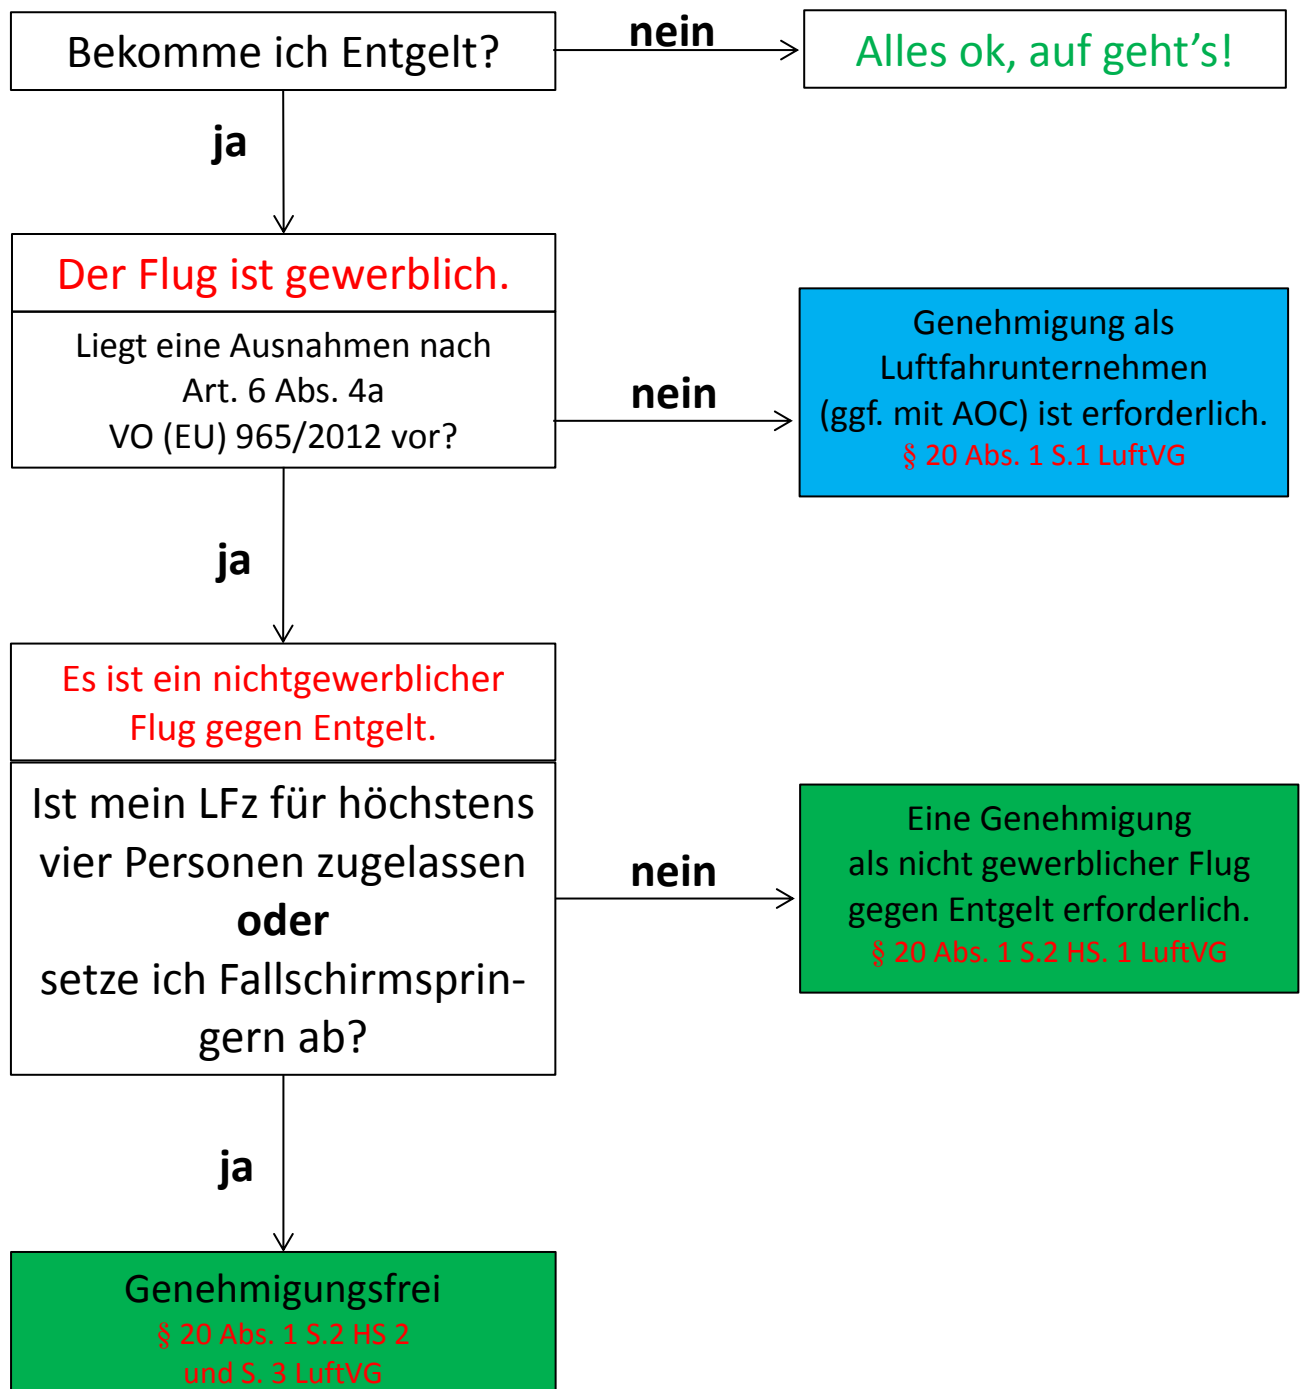 Bekomme ich Entgelt?
nein
Alles ok, auf geht’s!
ja
Der Flug ist gewerblich.
Liegt eine Ausnahmen nach
Art. 6 Abs. 4a
VO (EU) 965/2012 vor?
nein
Genehmigung als
Luftfahrunternehmen
(ggf. mit AOC) ist erforderlich.
§ 20 Abs. 1 S.1 LuftVG
ja
Es ist ein nichtgewerblicher
Flug gegen Entgelt.
Ist mein LFz für höchstens
vier Personen zugelassen
oder
setze ich Fallschirmsprin-
gern ab?
nein
Eine Genehmigung
als nicht gewerblicher Flug
gegen Entgelt erforderlich.
§ 20 Abs. 1 S.2 HS. 1 LuftVG
ja
Genehmigungsfrei
§ 20 Abs. 1 S.2 HS 2
und S. 3 LuftVG